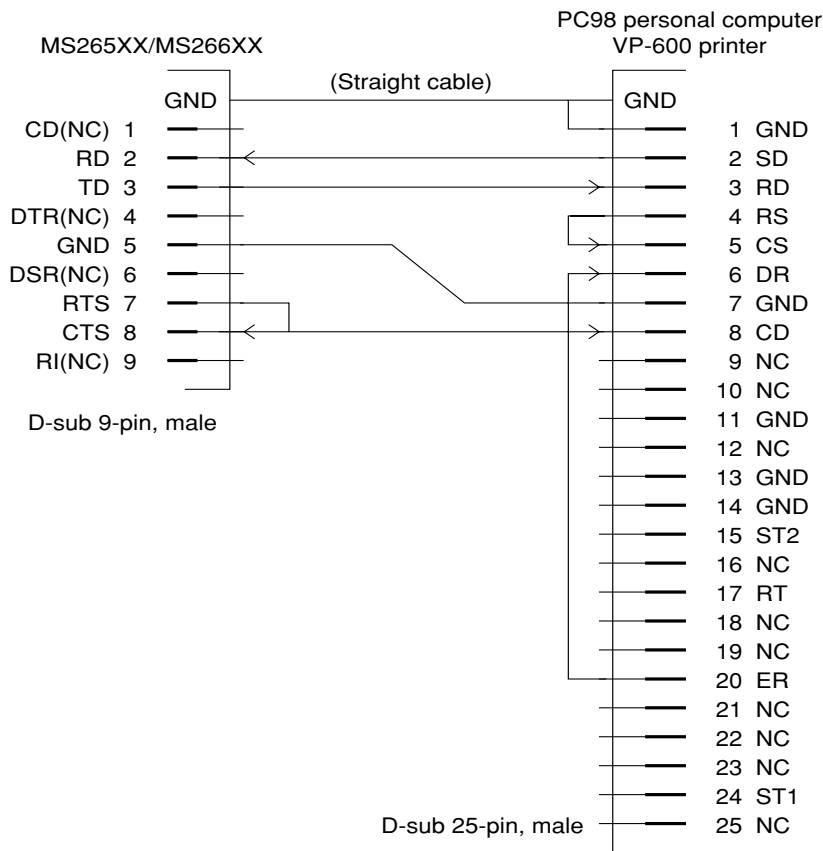 PC98 personal computer
MS265XX/MS266XX VP-600 printer
(Straight cable)
GND GND
CD(NC) 1 1 GND
RD 2 2 SD
TD 3 3 RD
DTR(NC) 4 4 RS
GND 5 5 CS
DSR(NC) 6 6 DR
RTS 7 7 GND
CTS 8 8 CD
RI(NC) 9 9 NC
10 NC
D-sub 9-pin, male 11 GND
12 NC
13 GND
14 GND
15 ST2
16 NC
17 RT
18 NC
19 NC
20 ER
21 NC
22 NC
23 NC
24 ST1
D-sub 25-pin, male 25 NC